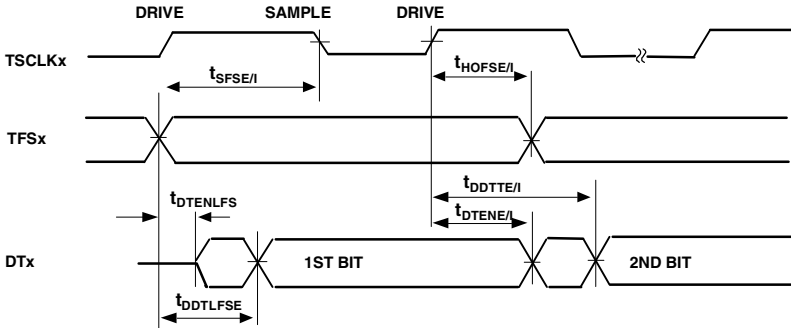 DRIVE SAMPLE DRIVE
TSCLKx
tSFSE/I
tHOFSE/I
TFSx
tDDTTE/I
tDTENLFS
tDTENE/I
DTx
1ST BIT
2ND BIT
tDDTLFSE